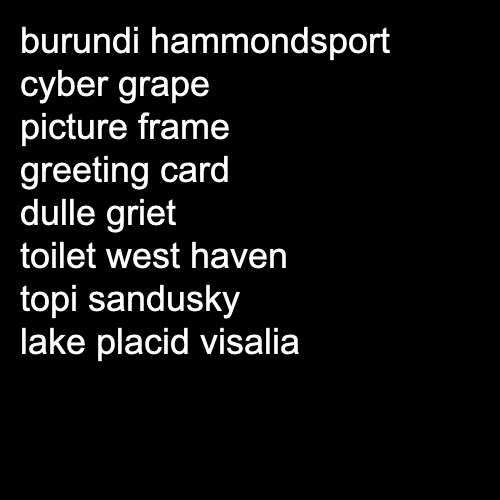 burundi hammondsport
cyber grape
picture frame
greeting card
dulle griet
toilet west haven
topi sandusky
lake placid visalia